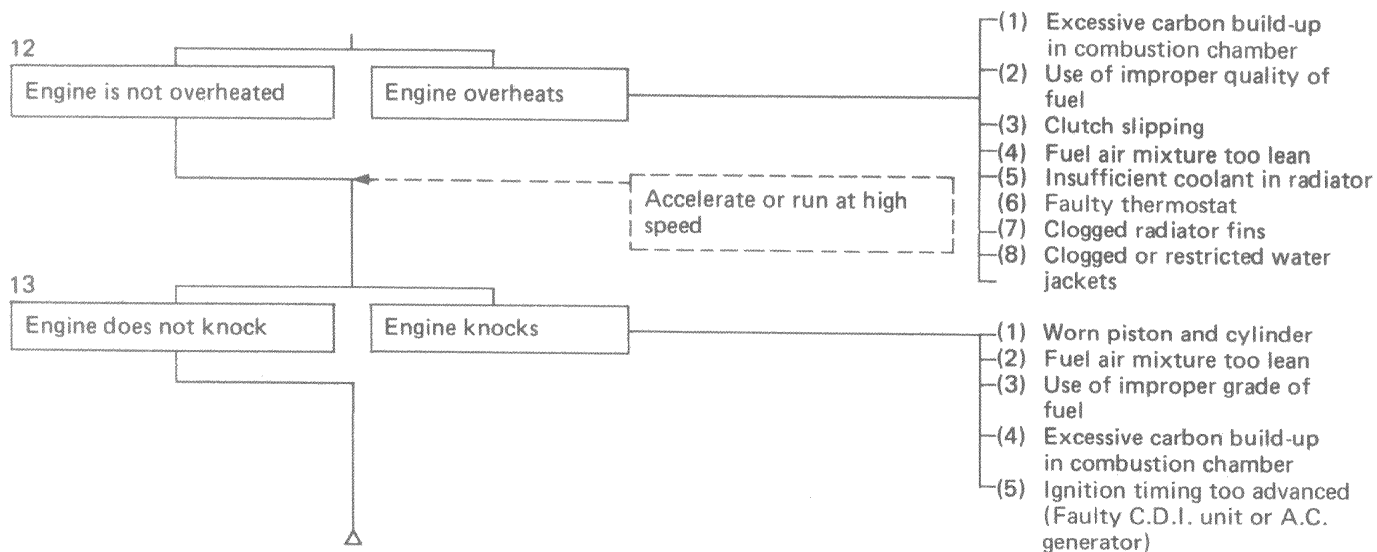 12
Engine is not overheated
Engine overheats
(1) Excessive carbon build-up
in combustion chamber
(2) Use of improper quality of
fuel
(3) Clutch slipping
(4) Fuel air mixture too lean
(5) Insufficient coolant in radiator
(6) Faulty thermostat
(7) Clogged radiator fins
(8) Clogged or restricted water
jackets
Accelerate or run at high
speed
13
Engine does not knock
Engine knocks
(1) Worn piston and cylinder
(2) Fuel air mixture too lean
(3) Use of improper grade of
fuel
(4) Excessive carbon build-up
in combustion chamber
(5) Ignition timing too advanced
(Faulty C.D.I. unit or A.C.
generator)